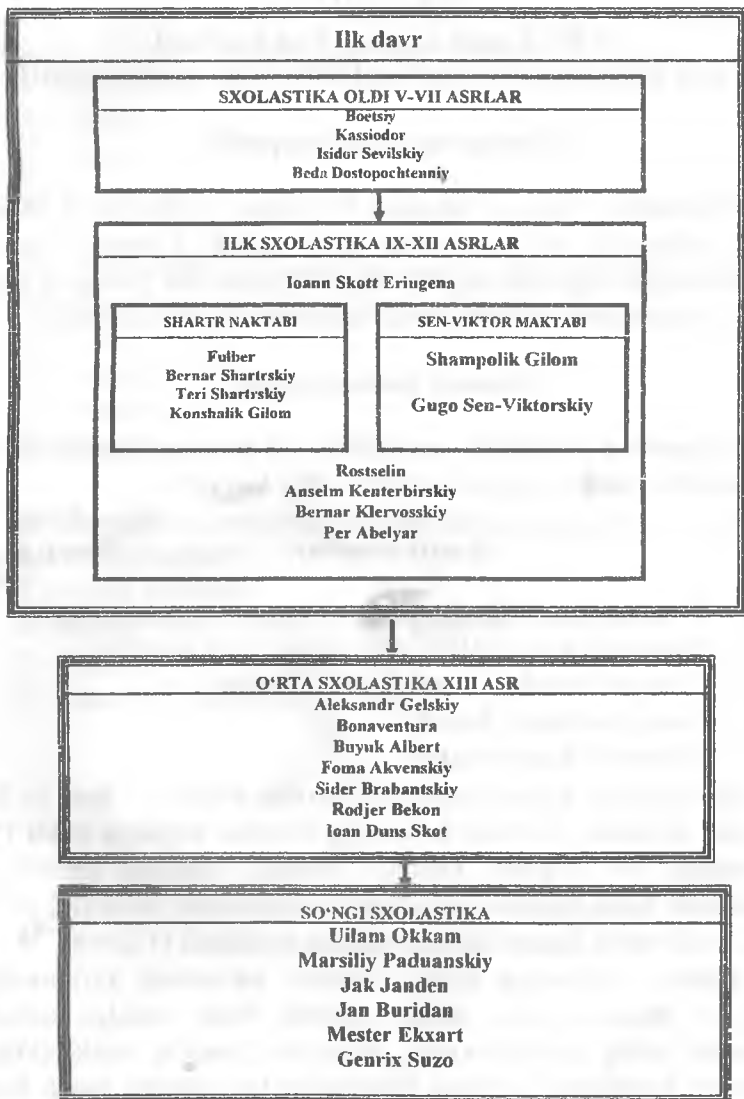 Ilk davr
SXOLASTIKA OLDI V-VII ASRLAR
Boetsiy
Kassiodor
Isidor Sevilskiy
Beda Dostopochtenniy
ILK SXOLASTIKA IX-XII ASRLAR
Ioann Skott Eriugena
SHARTR NAKTABI
Fulber
Bernar Shartrskiy
Teri Shartrskiy
Konshalik Gilom
SEN-VIKTOR MAKTABI
Shampolik Gilom
Gugo Sen-Viktorskiy
Rostselin
Anselm Kenterbirskiy
Bernar Klervosskiy
Per Abelyar
O‘RTA SXOLASTIKA XIII ASR
Aleksandr Gelskiy
Bonaventura
Buyuk Albert
Foma Akvenskiy
Sider Brabantskiy
Rodjer Bekon
Ioan Duns Skot
SO‘NGI SXOLASTIKA
Uilam Okkam
Marsiliy Paduanskiy
Jak Janden
Jan Buridan
Mester Ekxart
Genrix Suzo